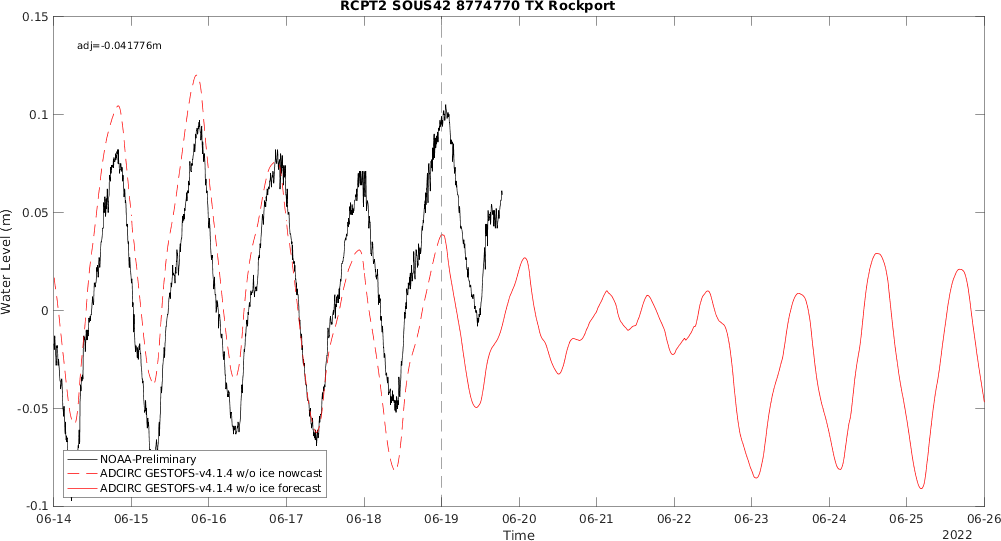 RCPT2 SOUS42 8774770 TX Rockport
adj=-0.041776m
0.15
0.1
0.05
0
-0.05
-0.1
Water Level (m)
NOAA-Preliminary
ADCIRC GESTOFS-v4.1.4 w/o ice nowcast
ADCIRC GESTOFS-v4.1.4 w/o ice forecast
06-14 06-15 06-16 06-17 06-18 06-19 06-20 06-21 06-22 06-23 06-24 06-25 06-26
Time
2022